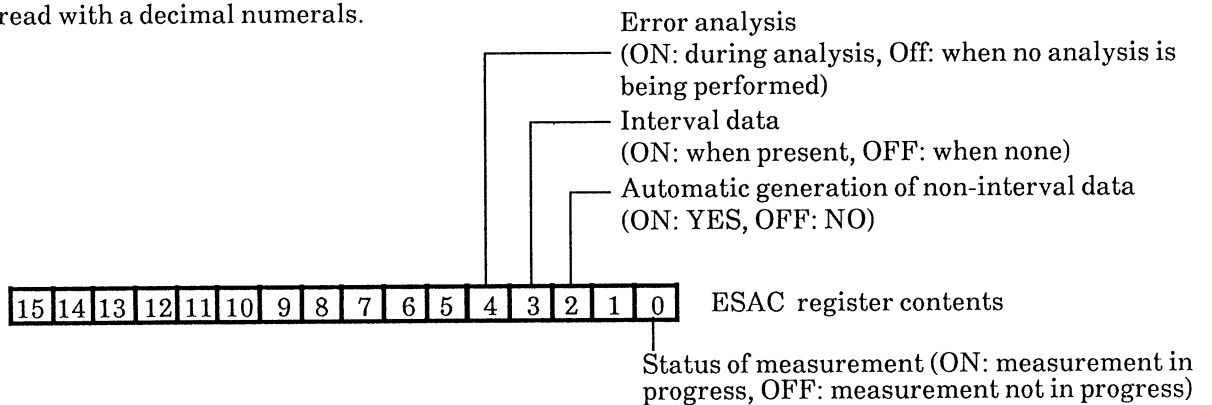 read with a decimal numerals.
Error analysis
(ON: during analysis, Off: when no analysis is
being performed)
Interval data
(ON: when present, OFF: when none)
Automatic generation of non-interval data
(ON: YES, OFF: NO)
15 14 13 12 11 10 9 8 7 6 5 4 3 2 1 0 ESAC register contents
Status of measurement (ON: measurement in
progress, OFF: measurement not in progress)